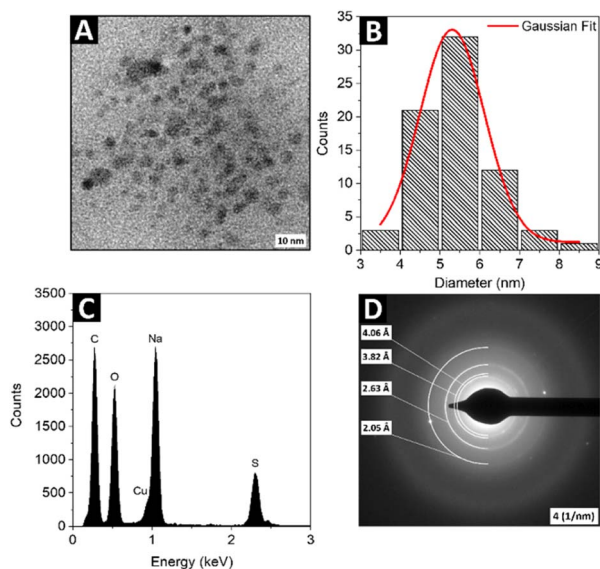 A
10 nm
B
Gaussian Fit
35
30
25
20
15
10
5
0
Counts
3 4 5 6 7 8 9
Diameter (nm)
C
3500
3000
2500
2000
1500
1000
500
0
Counts
C
O
Na
Cu
S
0 1 2 3
Energy (keV)
D
4.06 Å
3.82 Å
2.63 Å
2.05 Å
4 (1/nm)